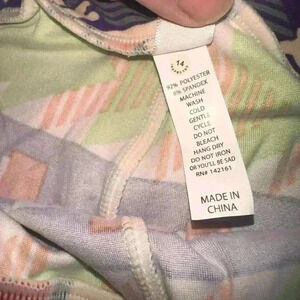 14
92% POLYESTER
8% SPANDEX
MACHINE
WASH
COLD
GENTLE
CYCLE
DO NOT
BLEACH
HANG DRY
DO NOT IRON
OR YOU'LL BE SAD
RN# 142161
MADE IN
CHINA